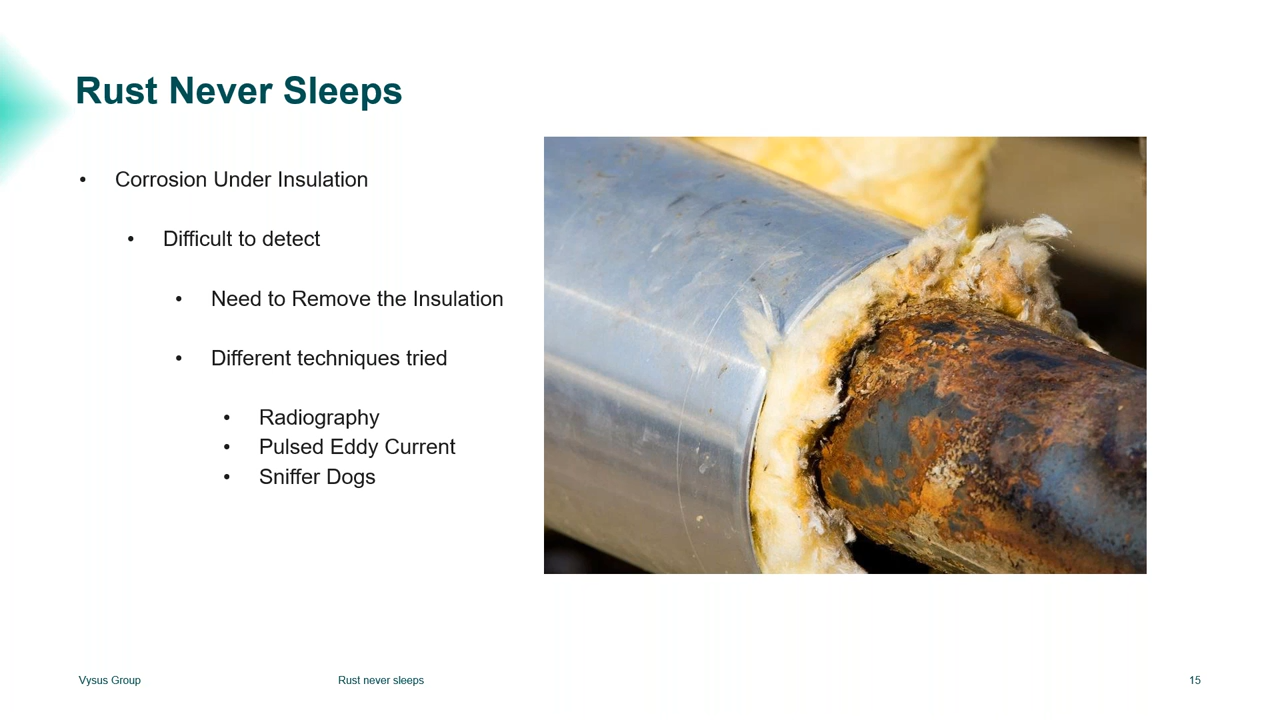 Rust Never Sleeps
• Corrosion Under Insulation
• Difficult to detect
• Need to Remove the Insulation
• Different techniques tried
• Radiography
• Pulsed Eddy Current
• Sniffer Dogs
Vysus Group
Rust never sleeps
15